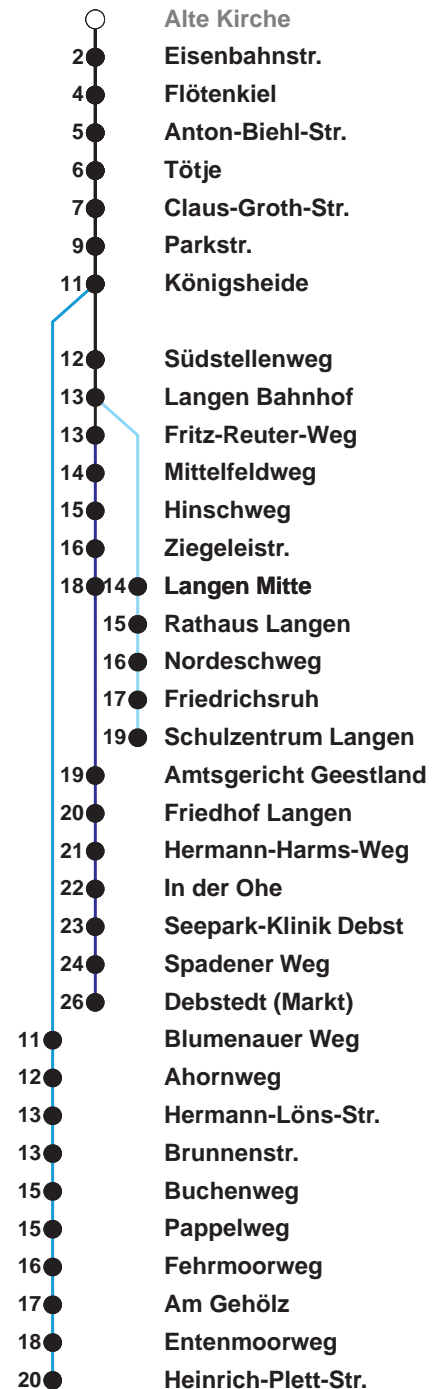 Alte Kirche
2 Eisenbahnstr.
4 Flötenkiel
5 Anton-Biehl-Str.
6 Tötje
7 Claus-Groth-Str.
9 Parkstr.
11 Königsheide
12 Südstellenweg
13 Langen Bahnhof
13 Fritz-Reuter-Weg
14 Mittelfeldweg
15 Hinschweg
16 Ziegeleistr.
18 14 Langen Mitte
15 Rathaus Langen
16 Nordeschweg
17 Friedrichsruh
19 Schulzentrum Langen
19 Amtsgericht Geestland
20 Friedhof Langen
21 Hermann-Harms-Weg
22 In der Ohe
23 Seepark-Klinik Debst
24 Spadener Weg
26 Debstedt (Markt)
11 Blumenauer Weg
12 Ahornweg
13 Hermann-Löns-Str.
13 Brunnenstr.
15 Buchenweg
15 Pappelweg
16 Fehrmoorweg
17 Am Gehölz
18 Entenmoorweg
20 Heinrich-Plett-Str.